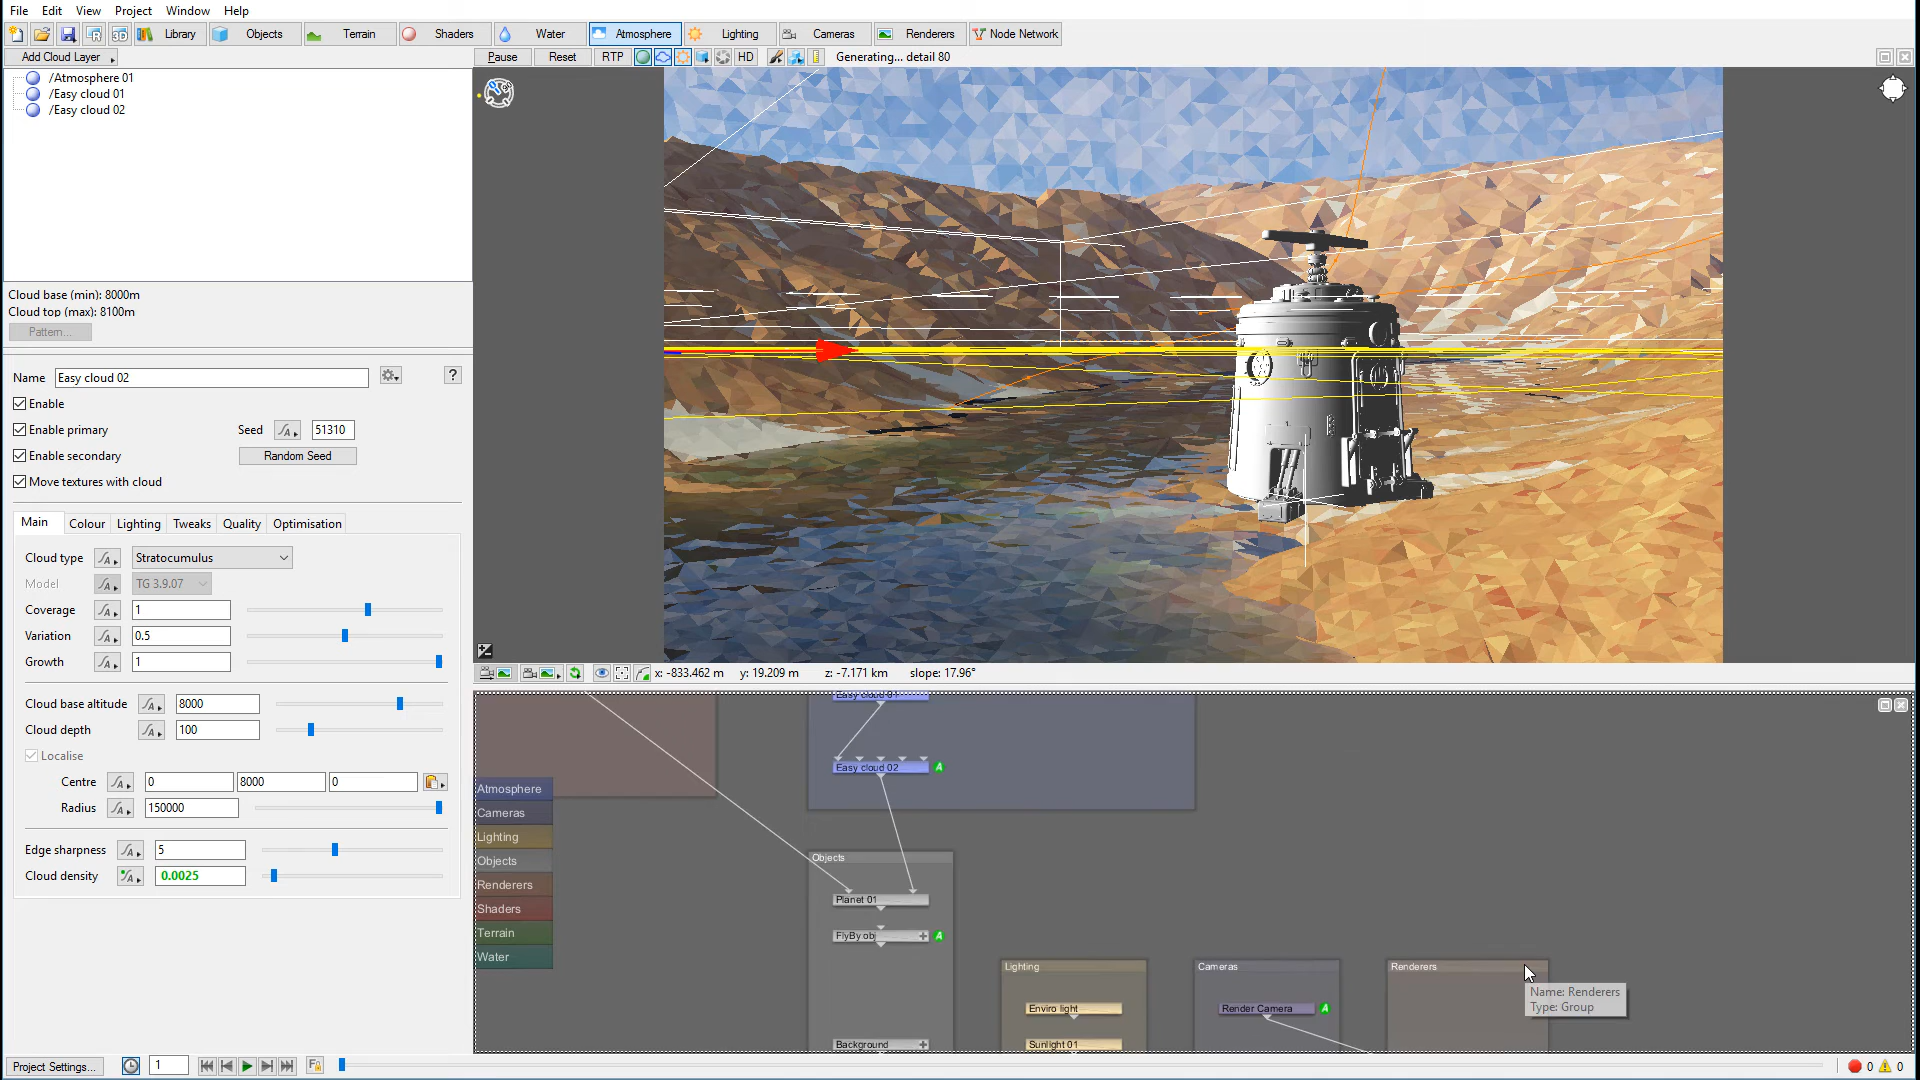 File Edit View Project Window Help
Library Objects Terrain Shaders Water Atmosphere Lighting Cameras Renderers Node Network
Add Cloud Layer Pause Reset RTP HD Generating... detail 80
/Atmosphere 01
/Easy cloud 01
/Easy cloud 02
Cloud base (min): 8000m
Cloud top (max): 8100m
Pattern...
Name Easy cloud 02 ?
Enable
Enable primary Seed 51310
Enable secondary Random Seed
Move textures with cloud
Main Colour Lighting Tweaks Quality Optimisation
Cloud type Stratocumulus
Model TG 3.9.07
Coverage 1
Variation 0.5
Growth 1
Cloud base altitude 8000
Cloud depth 100
Localise
Centre 0 8000 0
Radius 150000
Edge sharpness 5
Cloud density 0.0025
x: -833.462 m y: 19.209 m z: -7.171 km slope: 17.96°
Easy cloud 01
Easy cloud 02 A
Atmosphere
Cameras
Lighting
Objects
Renderers
Shaders
Terrain
Water
Objects
Planet 01
FlyBy obj A
Background
Lighting
Enviro light
Sunlight 01
Cameras
Render Camera A
Renderers
Name: Renderers
Type: Group
Project Settings... 1 0 0